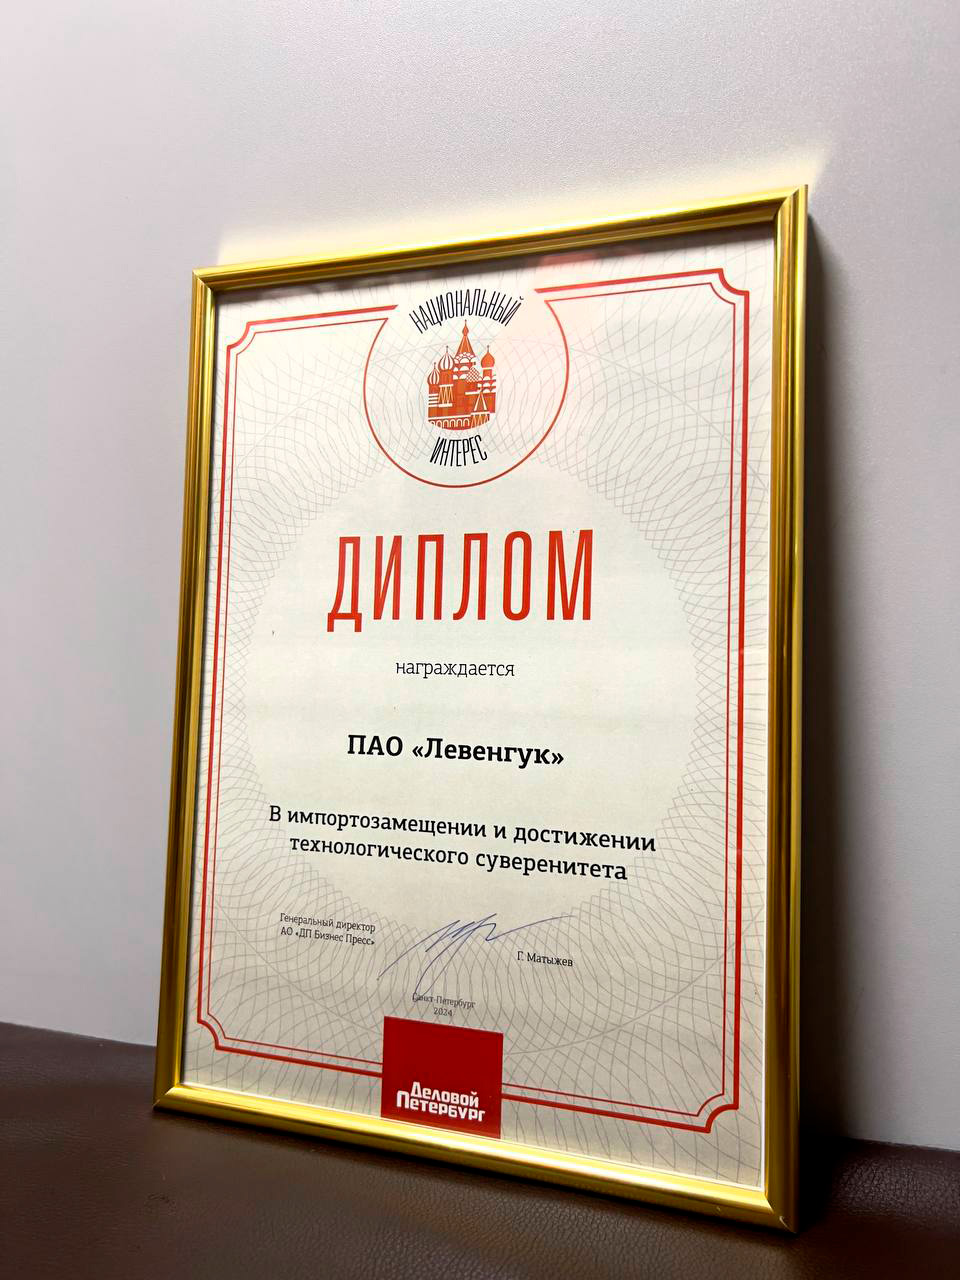 НАЦИОНАЛЬНЫЙ
ИНТЕРЕС
ДИПЛОМ
награждается
ПАО «Левенгук»
В импортозамещении и достижении
технологического суверенитета
Генеральный директор
АО «ДП Бизнес Пресс»
Г. Матыжев
Санкт-Петербург
2024
Деловой
Петербург